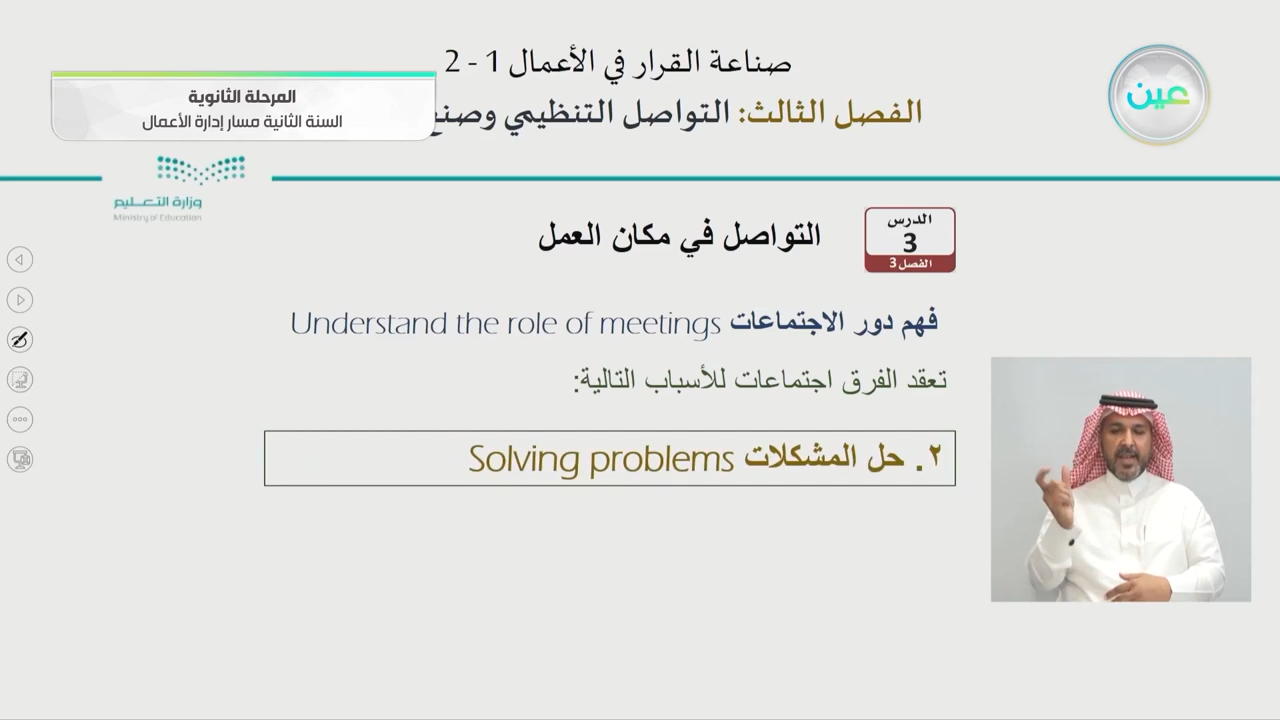 صناعة القرار في الأعمال 1 - 2
الفصل الثالث: التواصل التنظيمي وصنع
المرحلة الثانوية
السنة الثانية مسار إدارة الأعمال
عين
وزارة التعليم
Ministry of Education
الدرس
3
الفصل 3
التواصل في مكان العمل
فهم دور الاجتماعات Understand the role of meetings
تعقد الفرق اجتماعات للأسباب التالية:
٢. حل المشكلات Solving problems